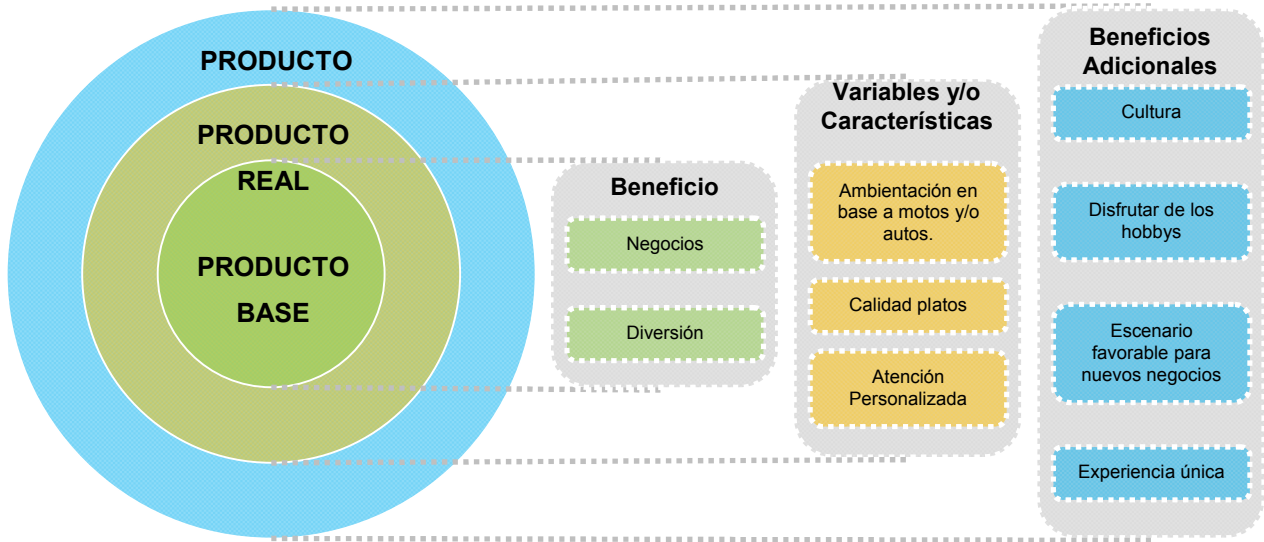 PRODUCTO
PRODUCTO
REAL
PRODUCTO
BASE
Beneficio
Negocios
Diversión
Variables y/o
Características
Ambientación en
base a motos y/o
autos.
Calidad platos
Atención
Personalizada
Beneficios
Adicionales
Cultura
Disfrutar de los
hobbys
Escenario
favorable para
nuevos negocios
Experiencia única